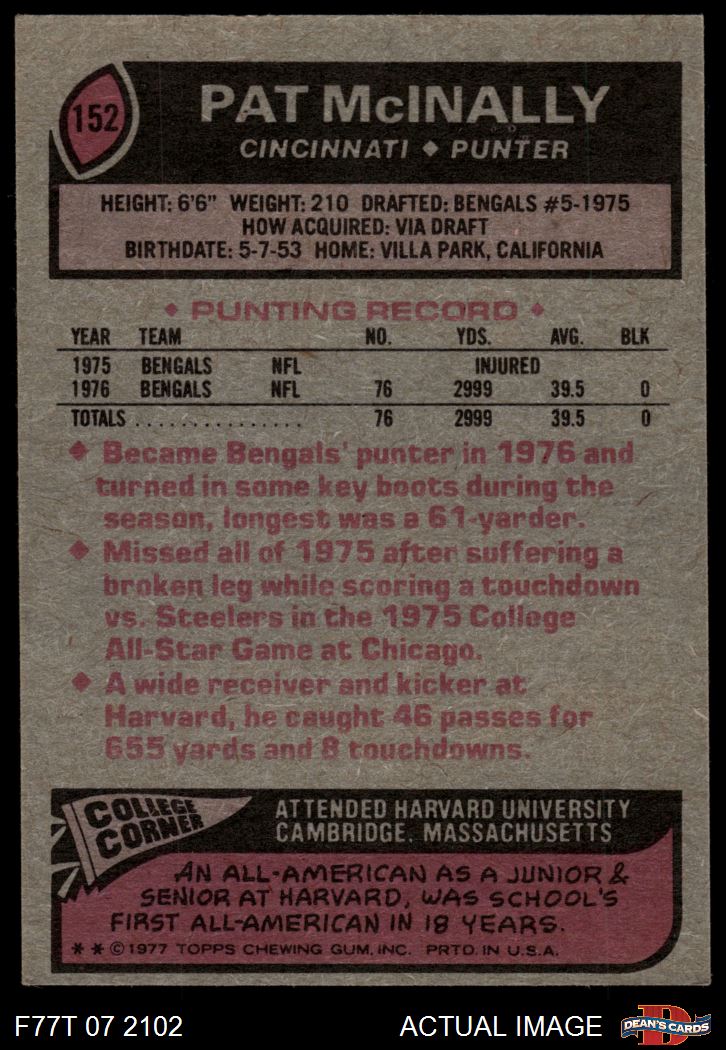 152
PAT McINALLY
CINCINNATI ♦ PUNTER
HEIGHT: 6'6" WEIGHT: 210 DRAFTED: BENGALS #5-1975
HOW ACQUIRED: VIA DRAFT
BIRTHDATE: 5-7-53 HOME: VILLA PARK, CALIFORNIA
♦ PUNTING RECORD ♦
YEAR TEAM NO. YDS. AVG. BLK
1975 BENGALS NFL INJURED
1976 BENGALS NFL 76 2999 39.5 0
TOTALS ............... 76 2999 39.5 0
♦ Became Bengals' punter in 1976 and
turned in some key boots during the
season, longest was a 61-yarder.
♦ Missed all of 1975 after suffering a
broken leg while scoring a touchdown
vs. Steelers in the 1975 College
All-Star Game at Chicago.
♦ A wide receiver and kicker at
Harvard, he caught 46 passes for
655 yards and 8 touchdowns.
COLLEGE
CORNER
ATTENDED HARVARD UNIVERSITY
CAMBRIDGE, MASSACHUSETTS
AN ALL-AMERICAN AS A JUNIOR &
SENIOR AT HARVARD, WAS SCHOOL'S
FIRST ALL-AMERICAN IN 18 YEARS.
* * © 1977 TOPPS CHEWING GUM, INC. PRTD. IN U.S.A.
F77T 07 2102
ACTUAL IMAGE
D
DEAN'S CARDS